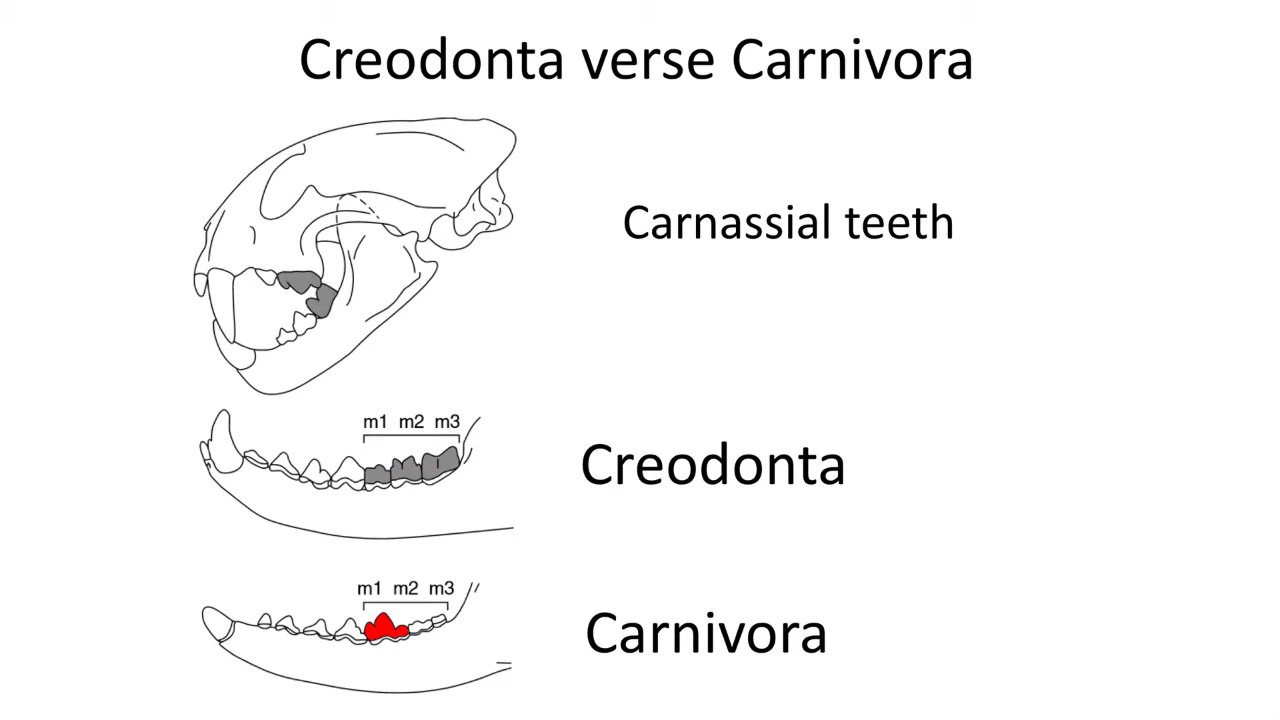 Creodonta verse Carnivora
Carnassial teeth
m1 m2 m3
Creodonta
m1 m2 m3
Carnivora